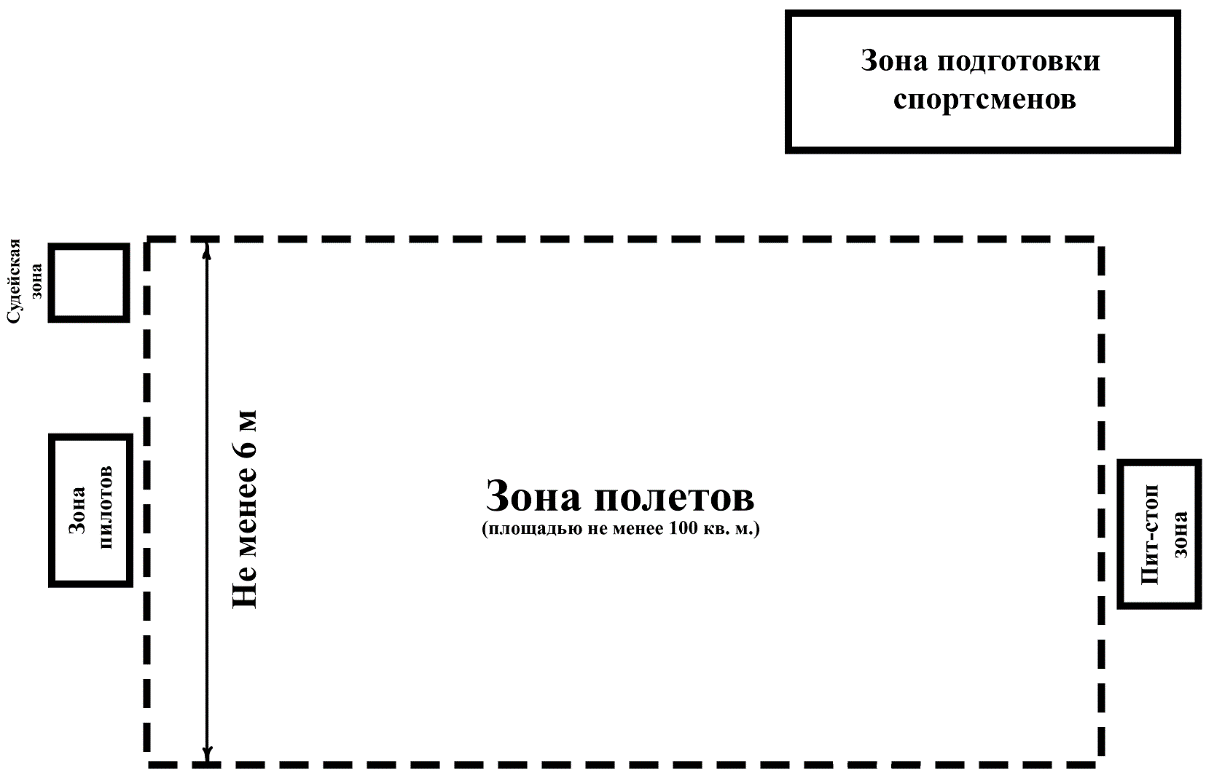 Зона подготовки
спортсменов
Судейская
зона
Зона
пилотов
Не менее 6 м
Зона полетов
(площадью не менее 100 кв. м.)
Пит-стоп
зона